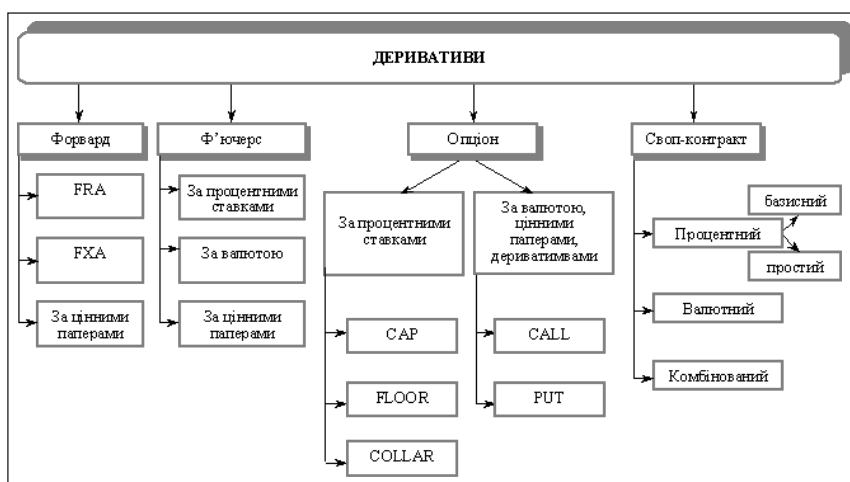 ДЕРИВАТИВИ
Форвард
Ф’ючерс
Опціон
Своп-контракт
FRA
FXA
За цінними
паперами
За процентними
ставками
За валютою
За цінними
паперами
За процентними
ставками
CAP
FLOOR
COLLAR
За валютою,
цінними
паперами,
дериватимвами
CALL
PUT
Процентний
базисний
простий
Валютний
Комбінований